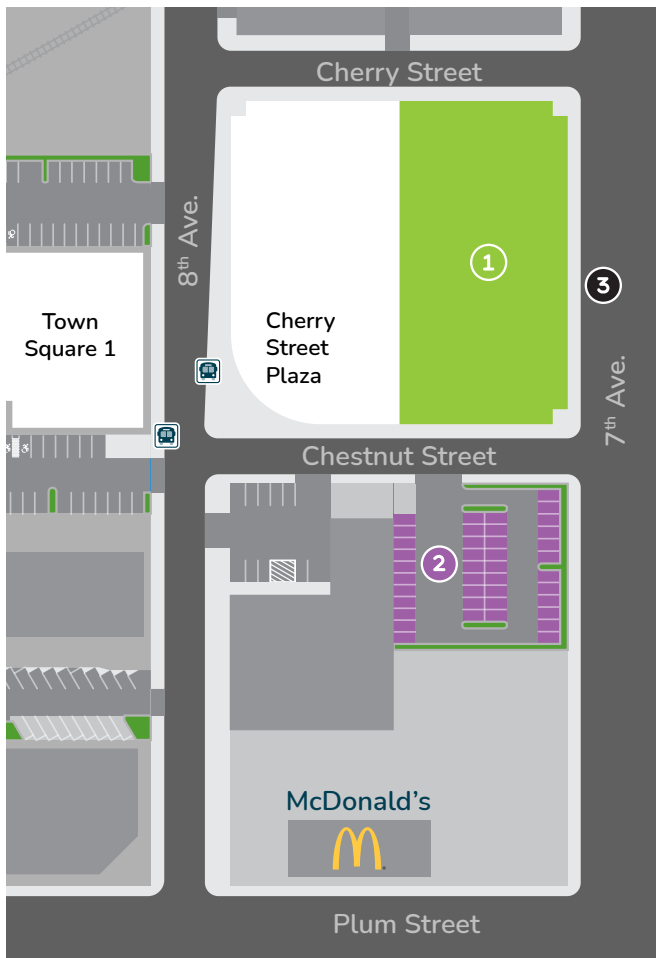 Cherry Street
8th Ave.
1
3
Town
Square 1
Cherry
Street
Plaza
7th Ave.
Chestnut Street
2
McDonald's
Plum Street